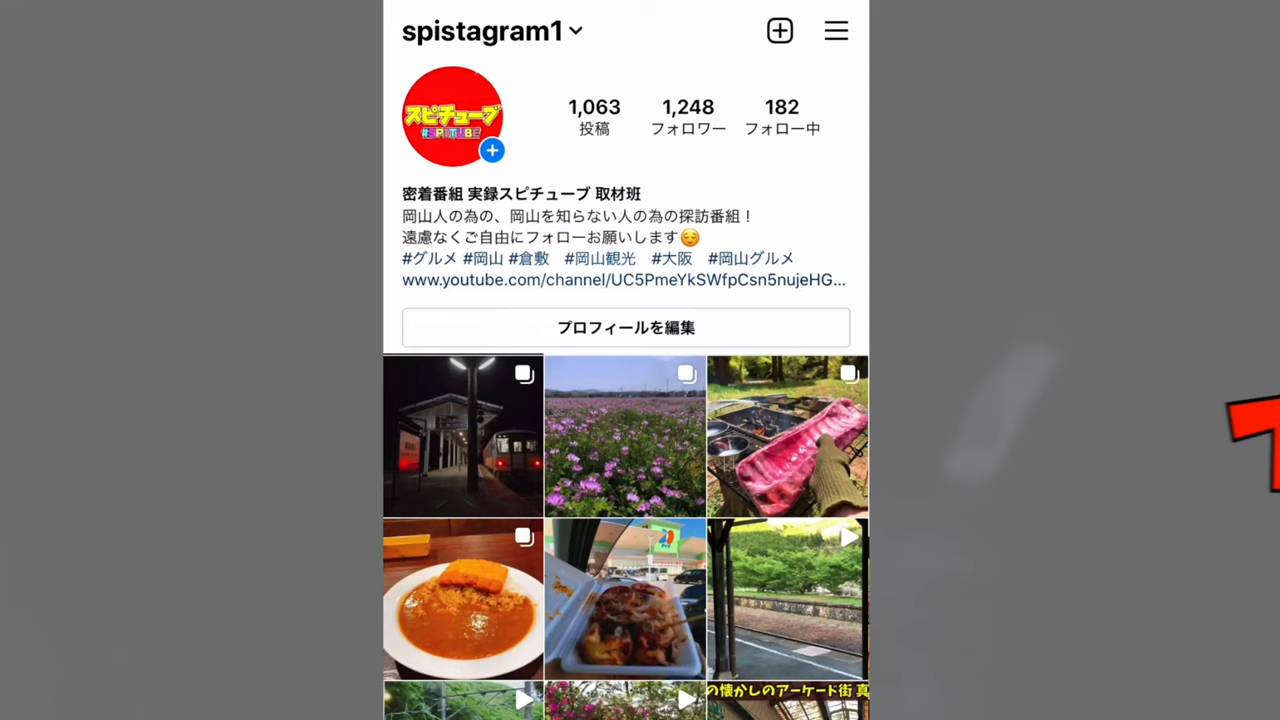 spistagram1
スピチューブ
#SPITUBE
1,063 1,248 182
投稿 フォロワー フォロー中
密着番組 実録スピチューブ 取材班
岡山人の為の、岡山を知らない人の為の探訪番組！
遠慮なくご自由にフォローお願いします😌
#グルメ #岡山 #倉敷 #岡山観光 #大阪 #岡山グルメ
www.youtube.com/channel/UC5PmeYkSWfpCsn5nujeHG...
プロフィールを編集
の懐かしのアーケード街 真